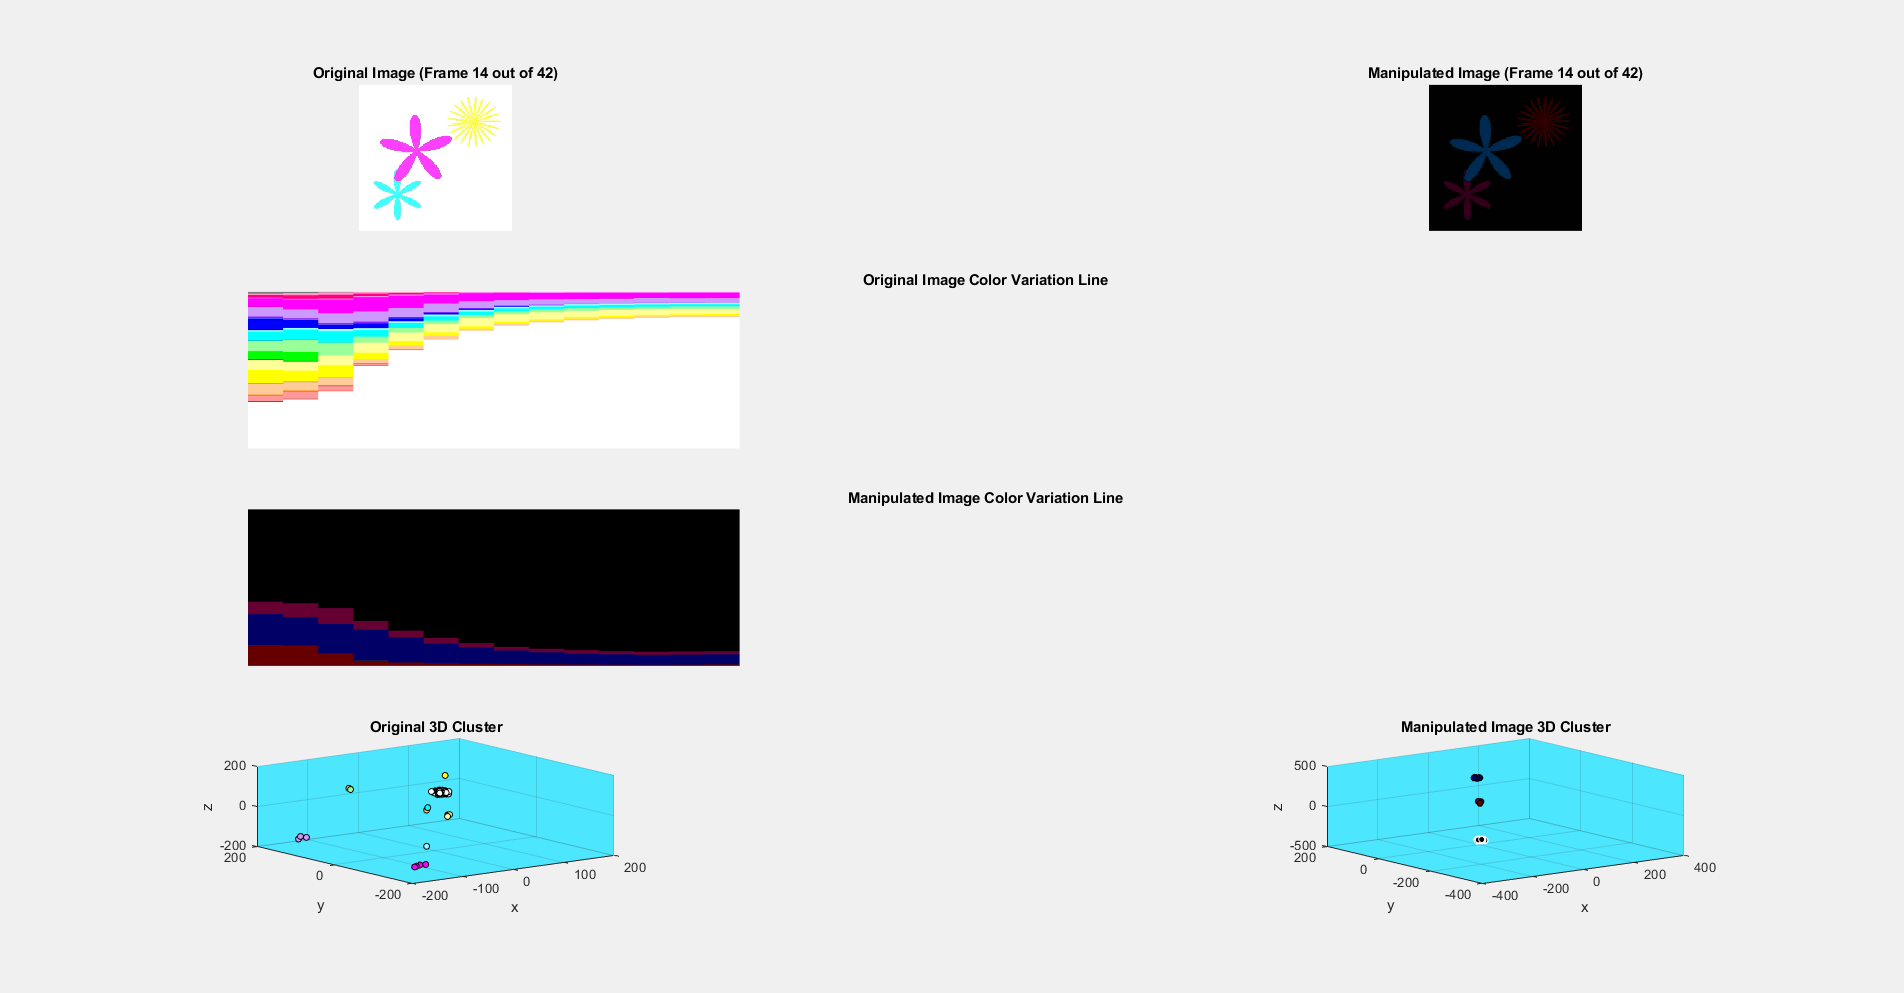 Original Image (Frame 14 out of 42)
Manipulated Image (Frame 14 out of 42)
Original Image Color Variation Line
Manipulated Image Color Variation Line
Original 3D Cluster
200
0
-200
z
200
0
-200
y
-200
-100
0
100
200
x
Manipulated Image 3D Cluster
500
0
-500
z
200
0
-200
-400
y
-400
-200
0
200
400
x